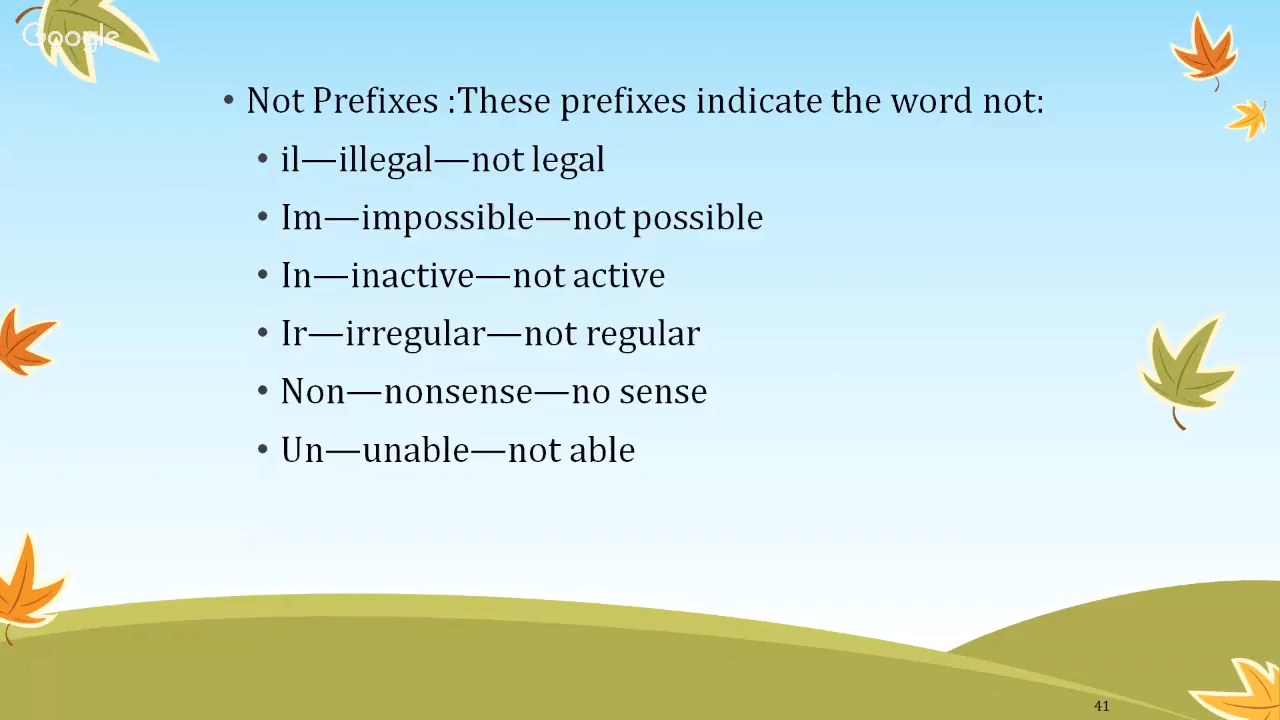 Google
• Not Prefixes :These prefixes indicate the word not:
• il—illegal—not legal
• Im—impossible—not possible
• In—inactive—not active
• Ir—irregular—not regular
• Non—nonsense—no sense
• Un—unable—not able
41